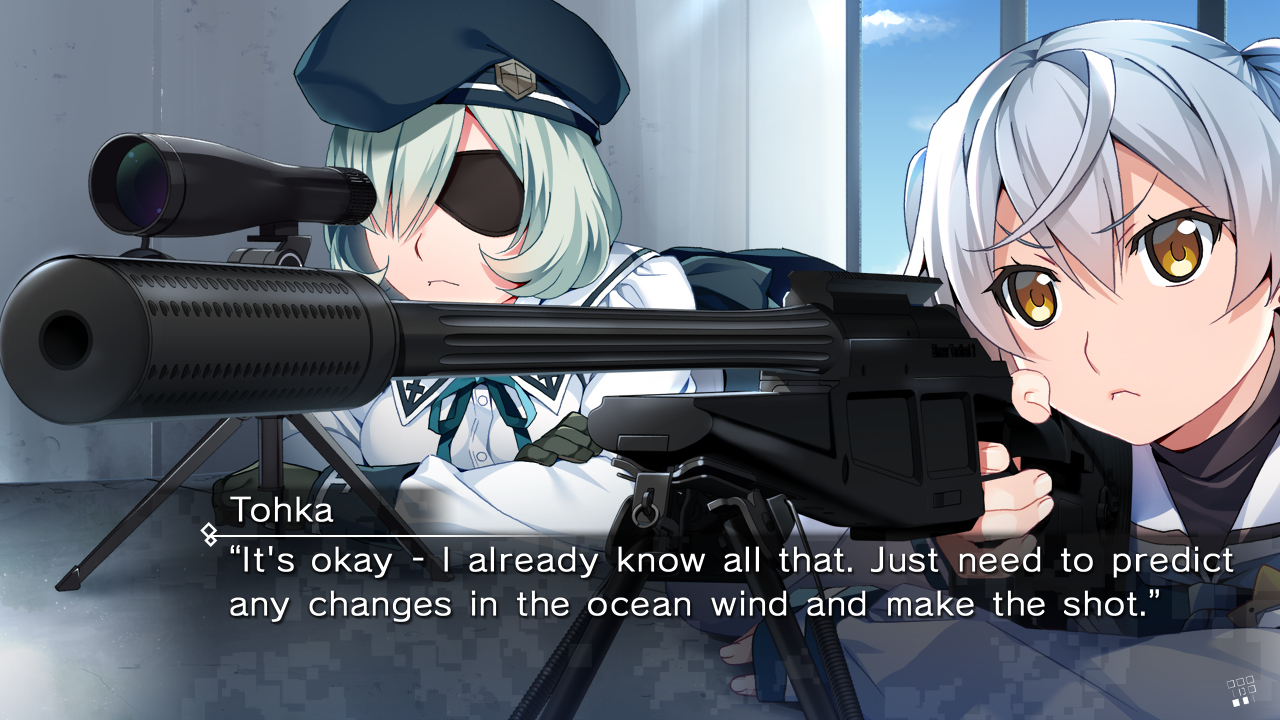 Tohka
“It's okay - I already know all that. Just need to predict
any changes in the ocean wind and make the shot.”